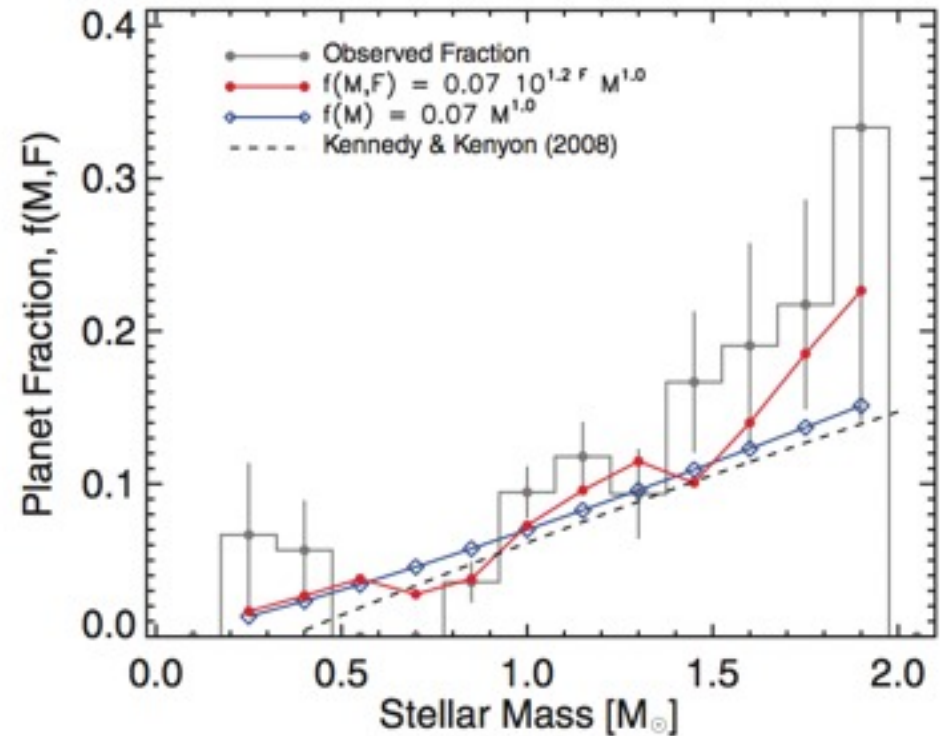 0.4
0.3
0.2
0.1
0.0
Planet Fraction, f(M,F)
Observed Fraction
f(M,F) = 0.07 10^1.2 F M^1.0
f(M) = 0.07 M^1.0
Kennedy & Kenyon (2008)
0.0 0.5 1.0 1.5 2.0
Stellar Mass [M☉]